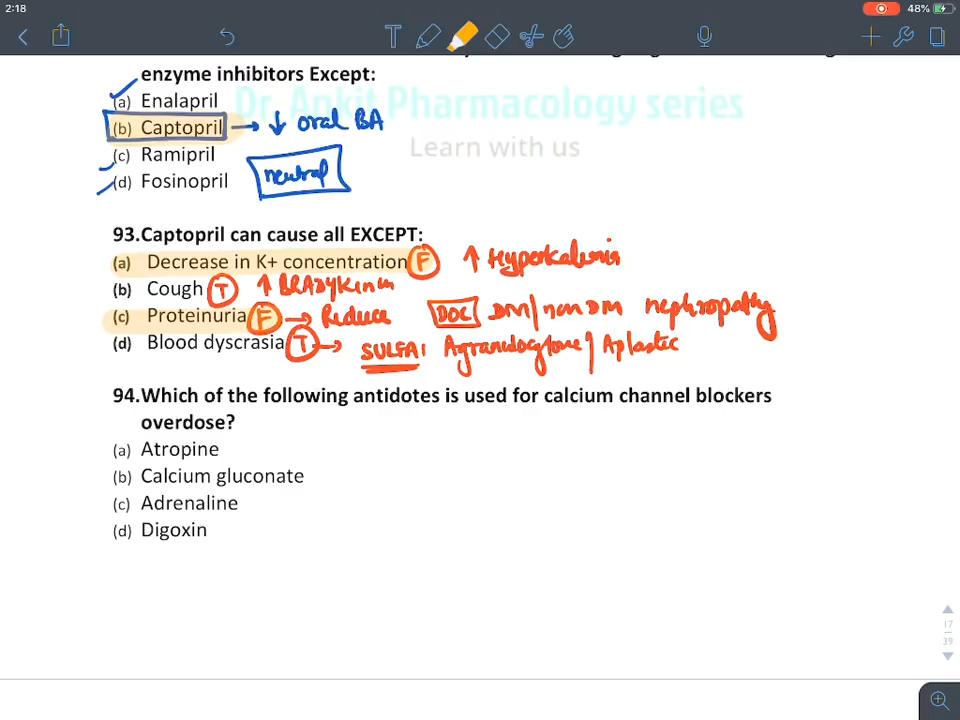 2:18
48%
enzyme inhibitors Except:
Dr. Ankit Pharmacology series
(a) Enalapril
(b) Captopril → ↓ oral BA
Learn with us
(c) Ramipril
neutral
(d) Fosinopril
93.Captopril can cause all EXCEPT:
(a) Decrease in K+ concentration F ↑ Hyperkalemia
(b) Cough T ↑ BRADYKinin
(c) Proteinuria F → Reduce DOC DM/nonDM nephropathy
(d) Blood dyscrasia T → SULFA: / Aplastic
94.Which of the following antidotes is used for calcium channel blockers
overdose?
(a) Atropine
(b) Calcium gluconate
(c) Adrenaline
(d) Digoxin
17
39